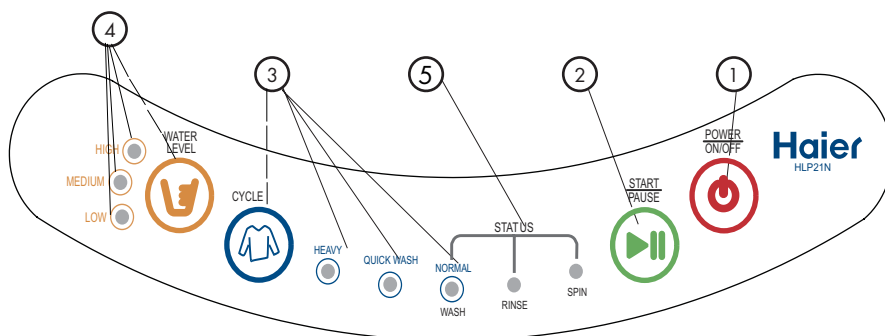 4
3
5
2
1
HIGH
MEDIUM
LOW
WATER
LEVEL
CYCLE
HEAVY
QUICK WASH
NORMAL
WASH
STATUS
RINSE
SPIN
START
PAUSE
POWER
ON/OFF
Haier
HLP21N